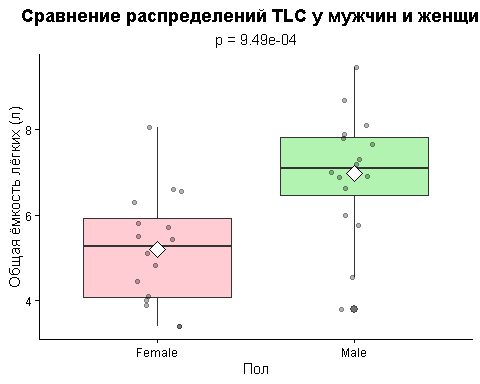 Сравнение распределений TLC у мужчин и женщи
p = 9.49e-04
Общая ёмкость лёгких (л)
8
6
4
Female
Male
Пол